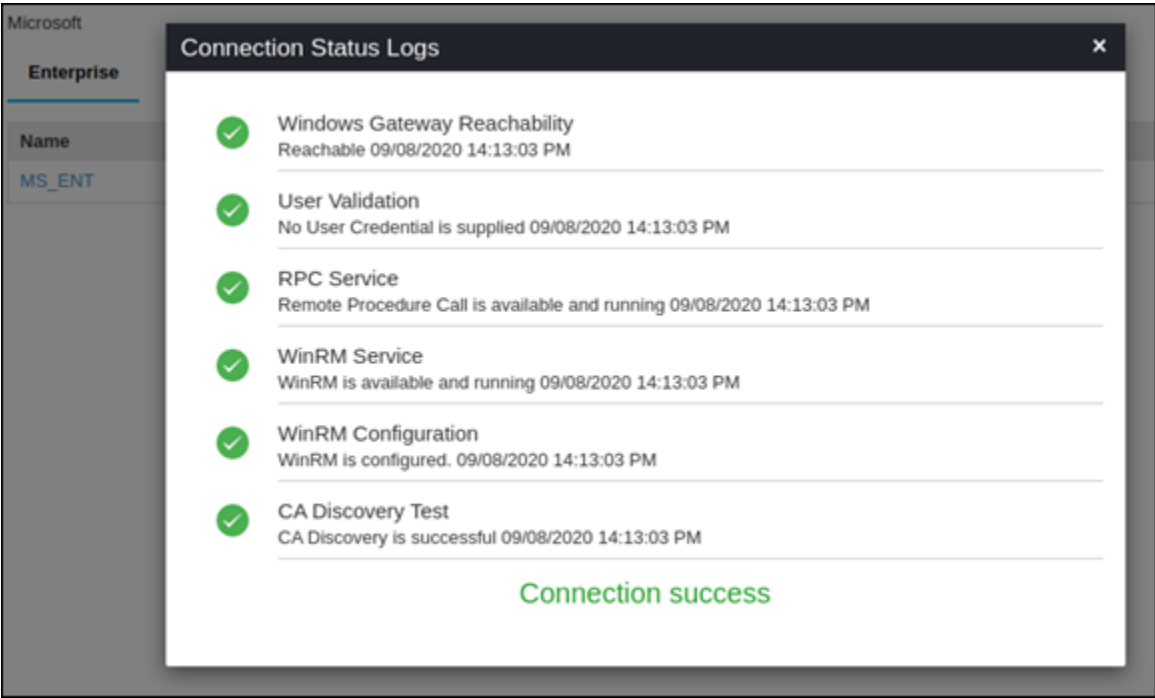 Microsoft
Connection Status Logs ×
Enterprise
Name
MS_ENT
Windows Gateway Reachability
Reachable 09/08/2020 14:13:03 PM
User Validation
No User Credential is supplied 09/08/2020 14:13:03 PM
RPC Service
Remote Procedure Call is available and running 09/08/2020 14:13:03 PM
WinRM Service
WinRM is available and running 09/08/2020 14:13:03 PM
WinRM Configuration
WinRM is configured. 09/08/2020 14:13:03 PM
CA Discovery Test
CA Discovery is successful 09/08/2020 14:13:03 PM
Connection success